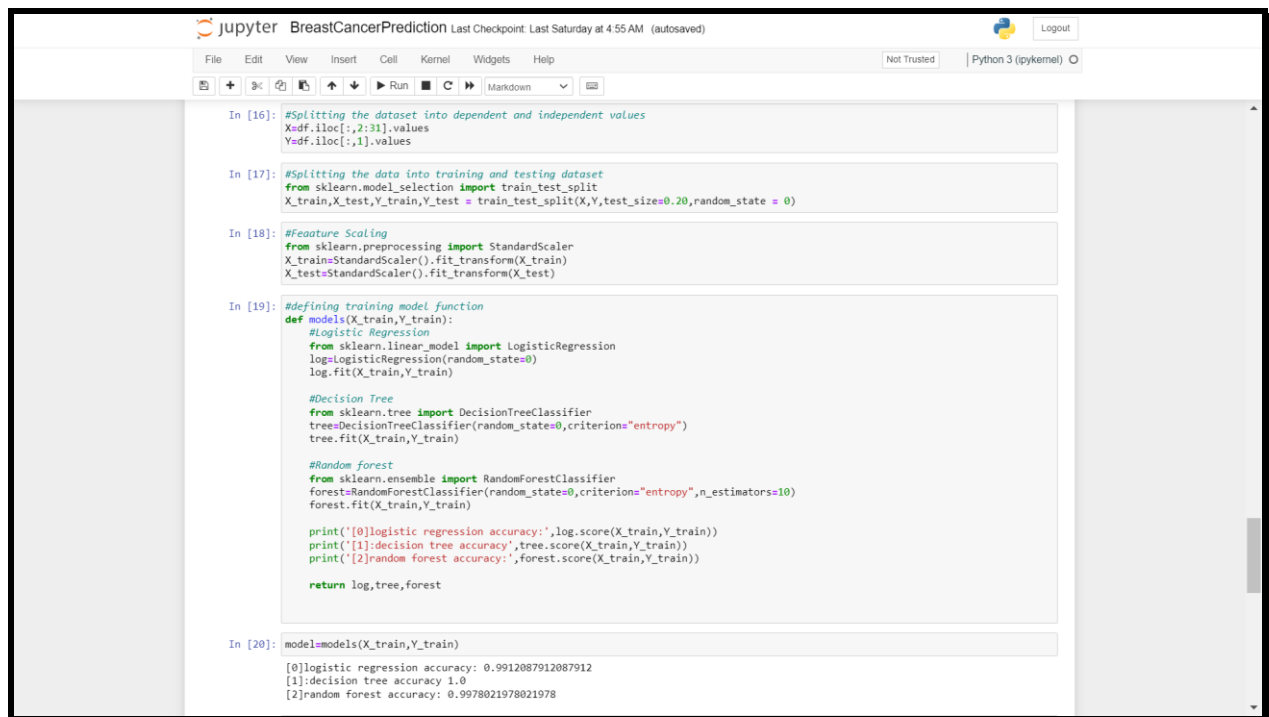 jupyter BreastCancerPrediction Last Checkpoint: Last Saturday at 4:55 AM (autosaved)
Logout
File Edit View Insert Cell Kernel Widgets Help
Not Trusted
Python 3 (ipykernel)
Run
Markdown
In [16]: #Splitting the dataset into dependent and independent values
X=df.iloc[:,2:31].values
Y=df.iloc[:,1].values
In [17]: #Splitting the data into training and testing dataset
from sklearn.model_selection import train_test_split
X_train,X_test,Y_train,Y_test = train_test_split(X,Y,test_size=0.20,random_state = 0)
In [18]: #Feaature Scaling
from sklearn.preprocessing import StandardScaler
X_train=StandardScaler().fit_transform(X_train)
X_test=StandardScaler().fit_transform(X_test)
In [19]: #defining training model function
def models(X_train,Y_train):
    #Logistic Regression
    from sklearn.linear_model import LogisticRegression
    log=LogisticRegression(random_state=0)
    log.fit(X_train,Y_train)
    #Decision Tree
    from sklearn.tree import DecisionTreeClassifier
    tree=DecisionTreeClassifier(random_state=0,criterion="entropy")
    tree.fit(X_train,Y_train)
    #Random forest
    from sklearn.ensemble import RandomForestClassifier
    forest=RandomForestClassifier(random_state=0,criterion="entropy",n_estimators=10)
    forest.fit(X_train,Y_train)
    print('[0]logistic regression accuracy:',log.score(X_train,Y_train))
    print('[1]:decision tree accuracy',tree.score(X_train,Y_train))
    print('[2]random forest accuracy:',forest.score(X_train,Y_train))
    return log,tree,forest
In [20]: model=models(X_train,Y_train)
[0]logistic regression accuracy: 0.9912087912087912
[1]:decision tree accuracy 1.0
[2]random forest accuracy: 0.9978021978021978